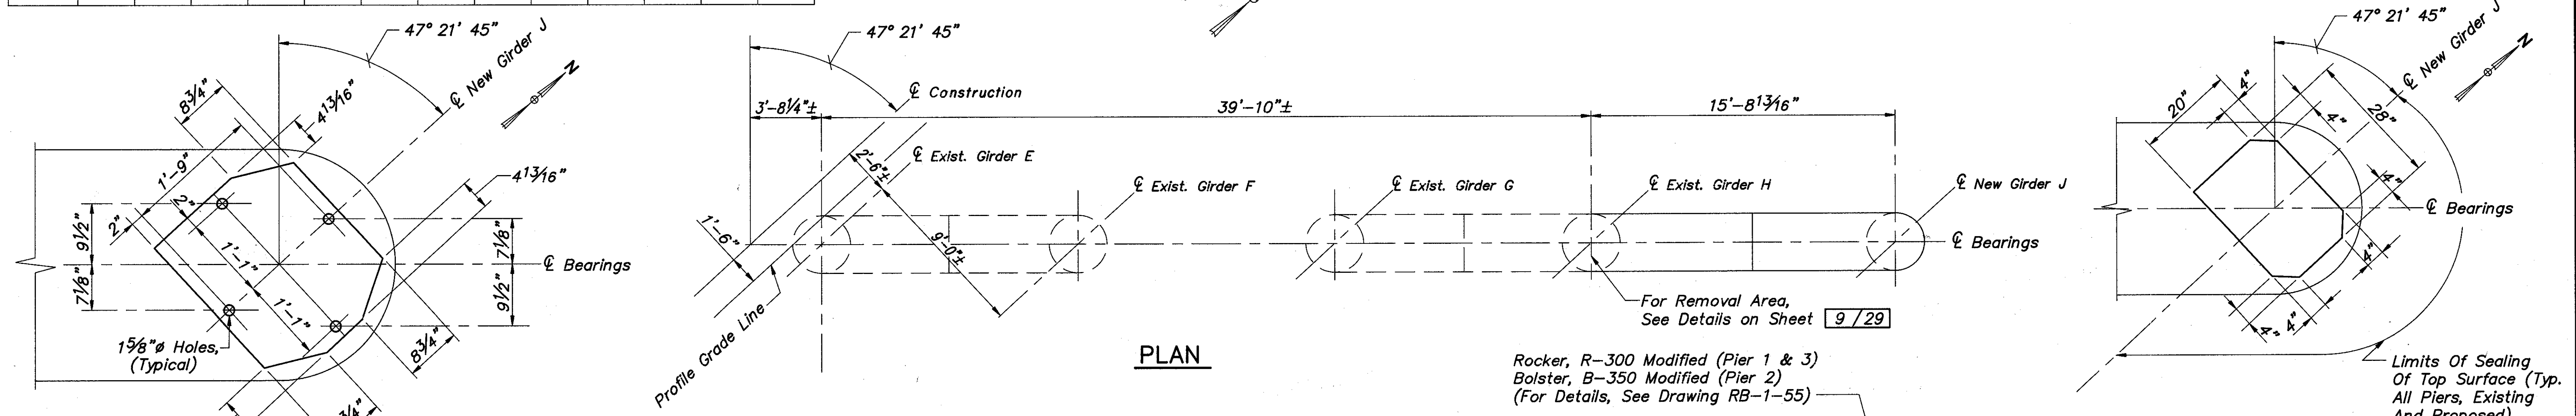 47° 21' 45"
℄ New Girder J
N
8¾"
4 13/16"
1'-9"
2"
2"
9½"
7⅛"
1'-1"
1'-1"
4 13/16"
7⅛"
9½"
℄ Bearings
8¾"
1⅝"ø Holes,
(Typical)
¾"
47° 21' 45"
℄ Construction
3'-8¼"±
39'-10"±
15'-8 13/16"
2'-6"±
℄ Exist. Girder E
℄ Exist. Girder F
℄ Exist. Girder G
℄ Exist. Girder H
℄ New Girder J
1'-6"
9'-0"±
℄ Bearings
Profile Grade Line
For Removal Area,
See Details on Sheet 9 / 29
PLAN
Rocker, R-300 Modified (Pier 1 & 3)
Bolster, B-350 Modified (Pier 2)
(For Details, See Drawing RB-1-55)
47° 21' 45"
℄ New Girder J
N
20"
4"
4"
28"
4"
℄ Bearings
4"
4"
4"
Limits Of Sealing
Of Top Surface (Typ.
All Piers, Existing
And Proposed)